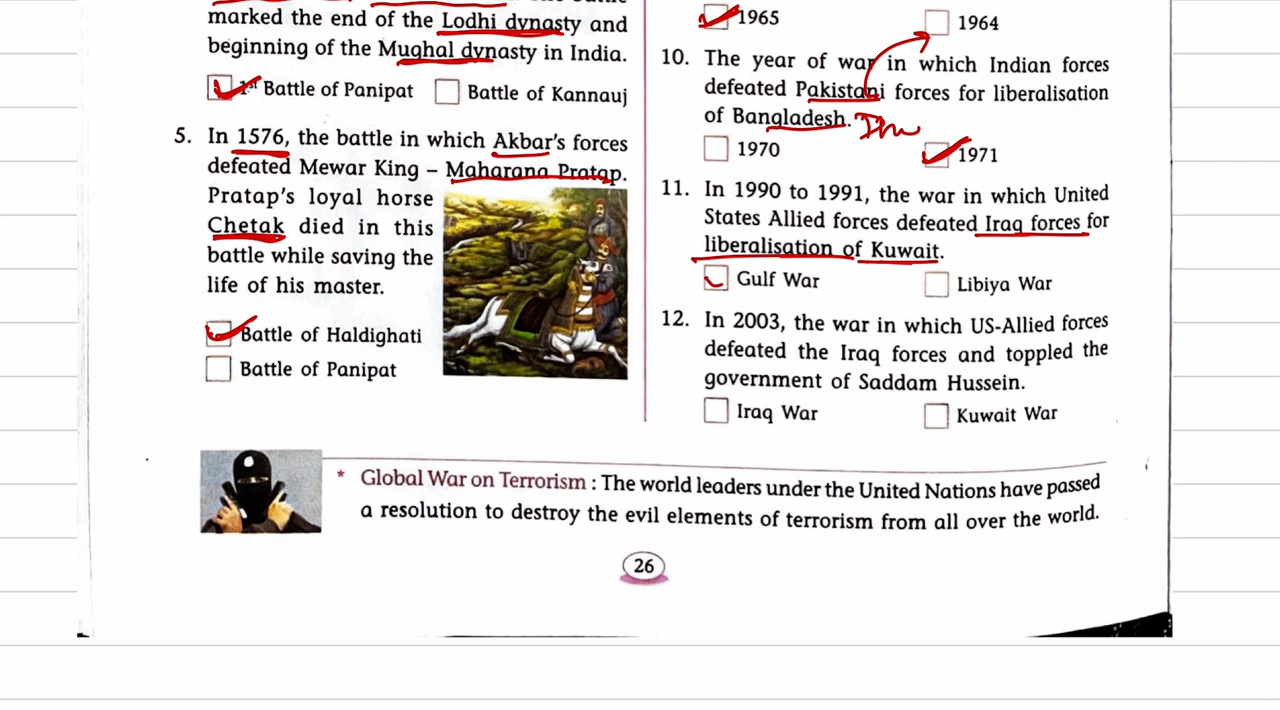 marked the end of the Lodhi dynasty and
beginning of the Mughal dynasty in India.
1st Battle of Panipat Battle of Kannauj
5. In 1576, the battle in which Akbar's forces
defeated Mewar King – Maharana Pratap.
Pratap's loyal horse
Chetak died in this
battle while saving the
life of his master.
Battle of Haldighati
Battle of Panipat
1965 1964
10. The year of war in which Indian forces
defeated Pakistani forces for liberalisation
of Bangladesh.
1970 1971
11. In 1990 to 1991, the war in which United
States Allied forces defeated Iraq forces for
liberalisation of Kuwait.
Gulf War Libiya War
12. In 2003, the war in which US-Allied forces
defeated the Iraq forces and toppled the
government of Saddam Hussein.
Iraq War Kuwait War
* Global War on Terrorism : The world leaders under the United Nations have passed
a resolution to destroy the evil elements of terrorism from all over the world.
26